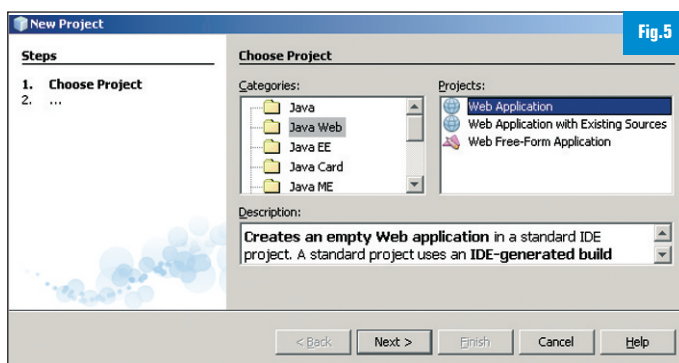 New Project
Fig.5
Steps
1. Choose Project
2. ...
Choose Project
Categories:
Java
Java Web
Java EE
Java Card
Java ME
Projects:
Web Application
Web Application with Existing Sources
Web Free-Form Application
Description:
Creates an empty Web application in a standard IDE
project. A standard project uses an IDE-generated build
< Back Next > Finish Cancel Help